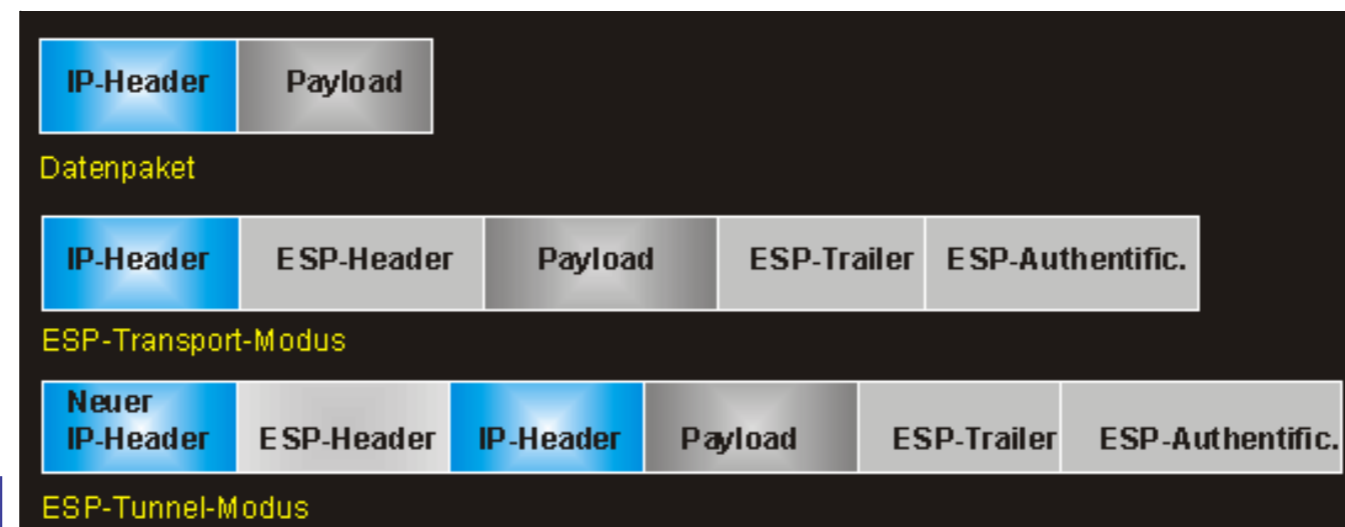 IP-Header Payload
Datenpaket
IP-Header ESP-Header Payload ESP-Trailer ESP-Authentific.
ESP-Transport-Modus
Neuer
IP-Header ESP-Header IP-Header Payload ESP-Trailer ESP-Authentific.
ESP-Tunnel-Modus